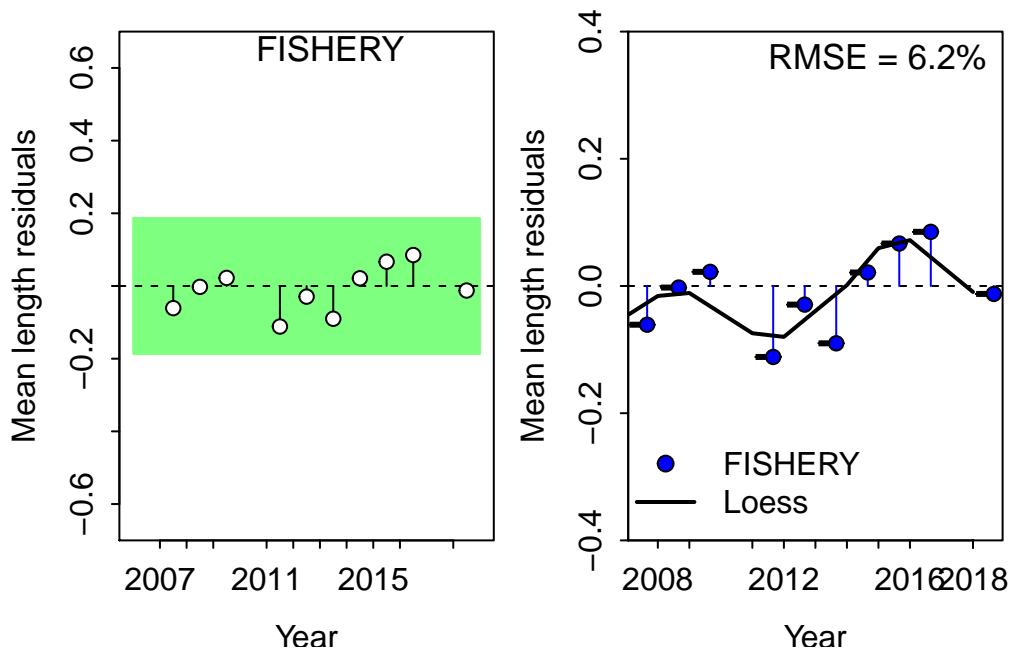 FISHERY
Mean length residuals
0.6
0.4
0.2
0.0
−0.2
−0.6
2007
2011
2015
Year
RMSE = 6.2%
Mean length residuals
0.4
0.2
0.0
−0.2
−0.4
FISHERY
Loess
2008
2012
2016
2018
Year